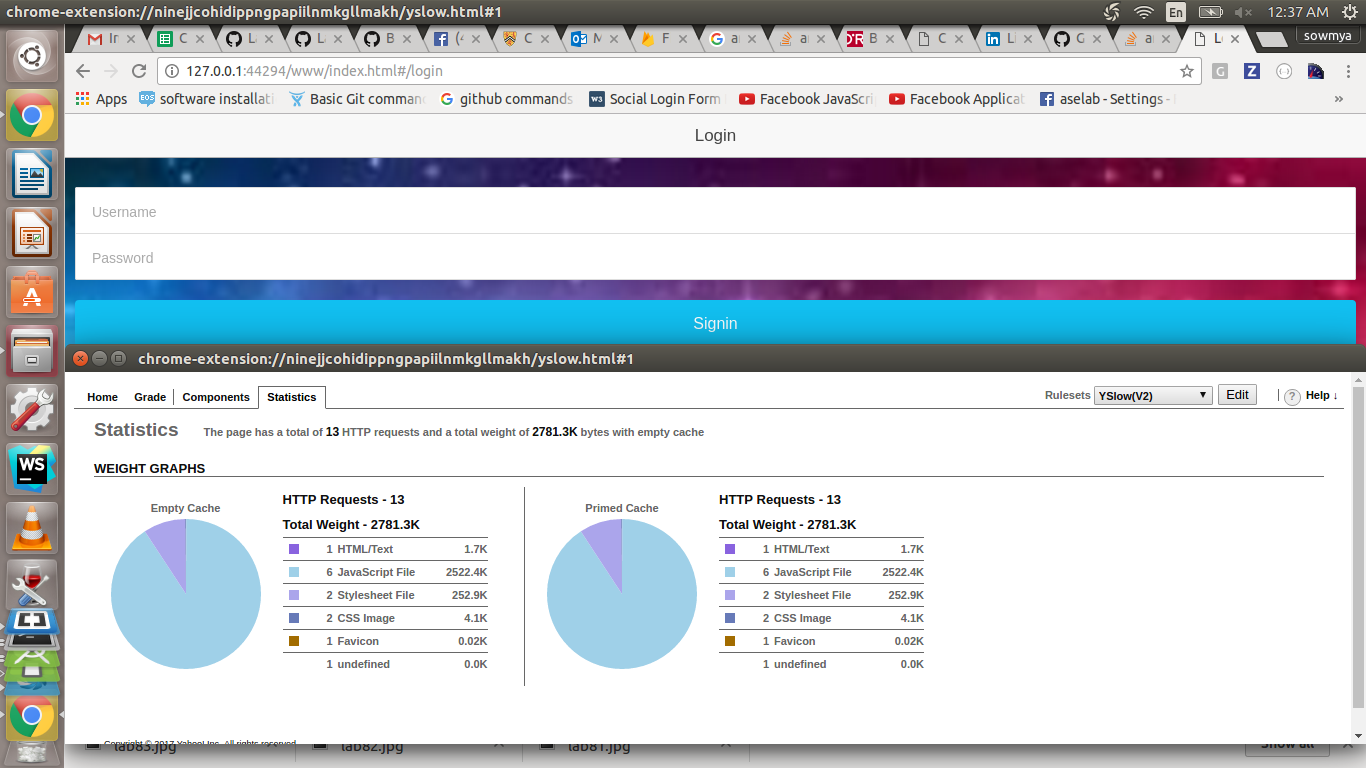 chrome-extension://ninejjcohidippngpapiilnmkgllmakh/yslow.html#1
En
12:37 AM
sowmya
127.0.0.1:44294/www/index.html#/login
Apps
software installati
Basic Git comman
github commands
Social Login Form
Facebook JavaScri
Facebook Applicat
aselab - Settings -
»
Login
Username
Password
Signin
chrome-extension://ninejjcohidippngpapiilnmkgllmakh/yslow.html#1
Home Grade Components Statistics
Rulesets YSlow(V2) Edit ? Help ↓
Statistics The page has a total of 13 HTTP requests and a total weight of 2781.3K bytes with empty cache
WEIGHT GRAPHS
Empty Cache
HTTP Requests - 13
Total Weight - 2781.3K
1 HTML/Text 1.7K
6 JavaScript File 2522.4K
2 Stylesheet File 252.9K
2 CSS Image 4.1K
1 Favicon 0.02K
1 undefined 0.0K
Primed Cache
HTTP Requests - 13
Total Weight - 2781.3K
1 HTML/Text 1.7K
6 JavaScript File 2522.4K
2 Stylesheet File 252.9K
2 CSS Image 4.1K
1 Favicon 0.02K
1 undefined 0.0K
Copyright © 2017 Yahoo! Inc. All rights reserved.
lab83.jpg
lab82.jpg
lab81.jpg
Show all
WS